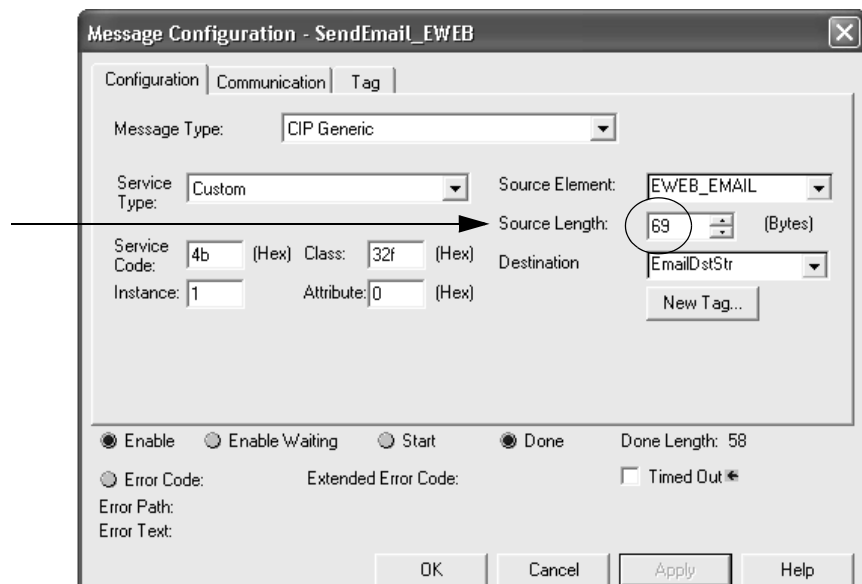 Message Configuration - SendEmail_EWEB
Configuration Communication Tag
Message Type: CIP Generic
Service Type: Custom
Source Element: EWEB_EMAIL
Source Length: 69 (Bytes)
Service Code: 4b (Hex) Class: 32f (Hex)
Destination EmailDstStr
Instance: 1 Attribute: 0 (Hex)
New Tag...
Enable Enable Waiting Start Done Done Length: 58
Error Code: Extended Error Code: Timed Out
Error Path:
Error Text:
OK Cancel Apply Help